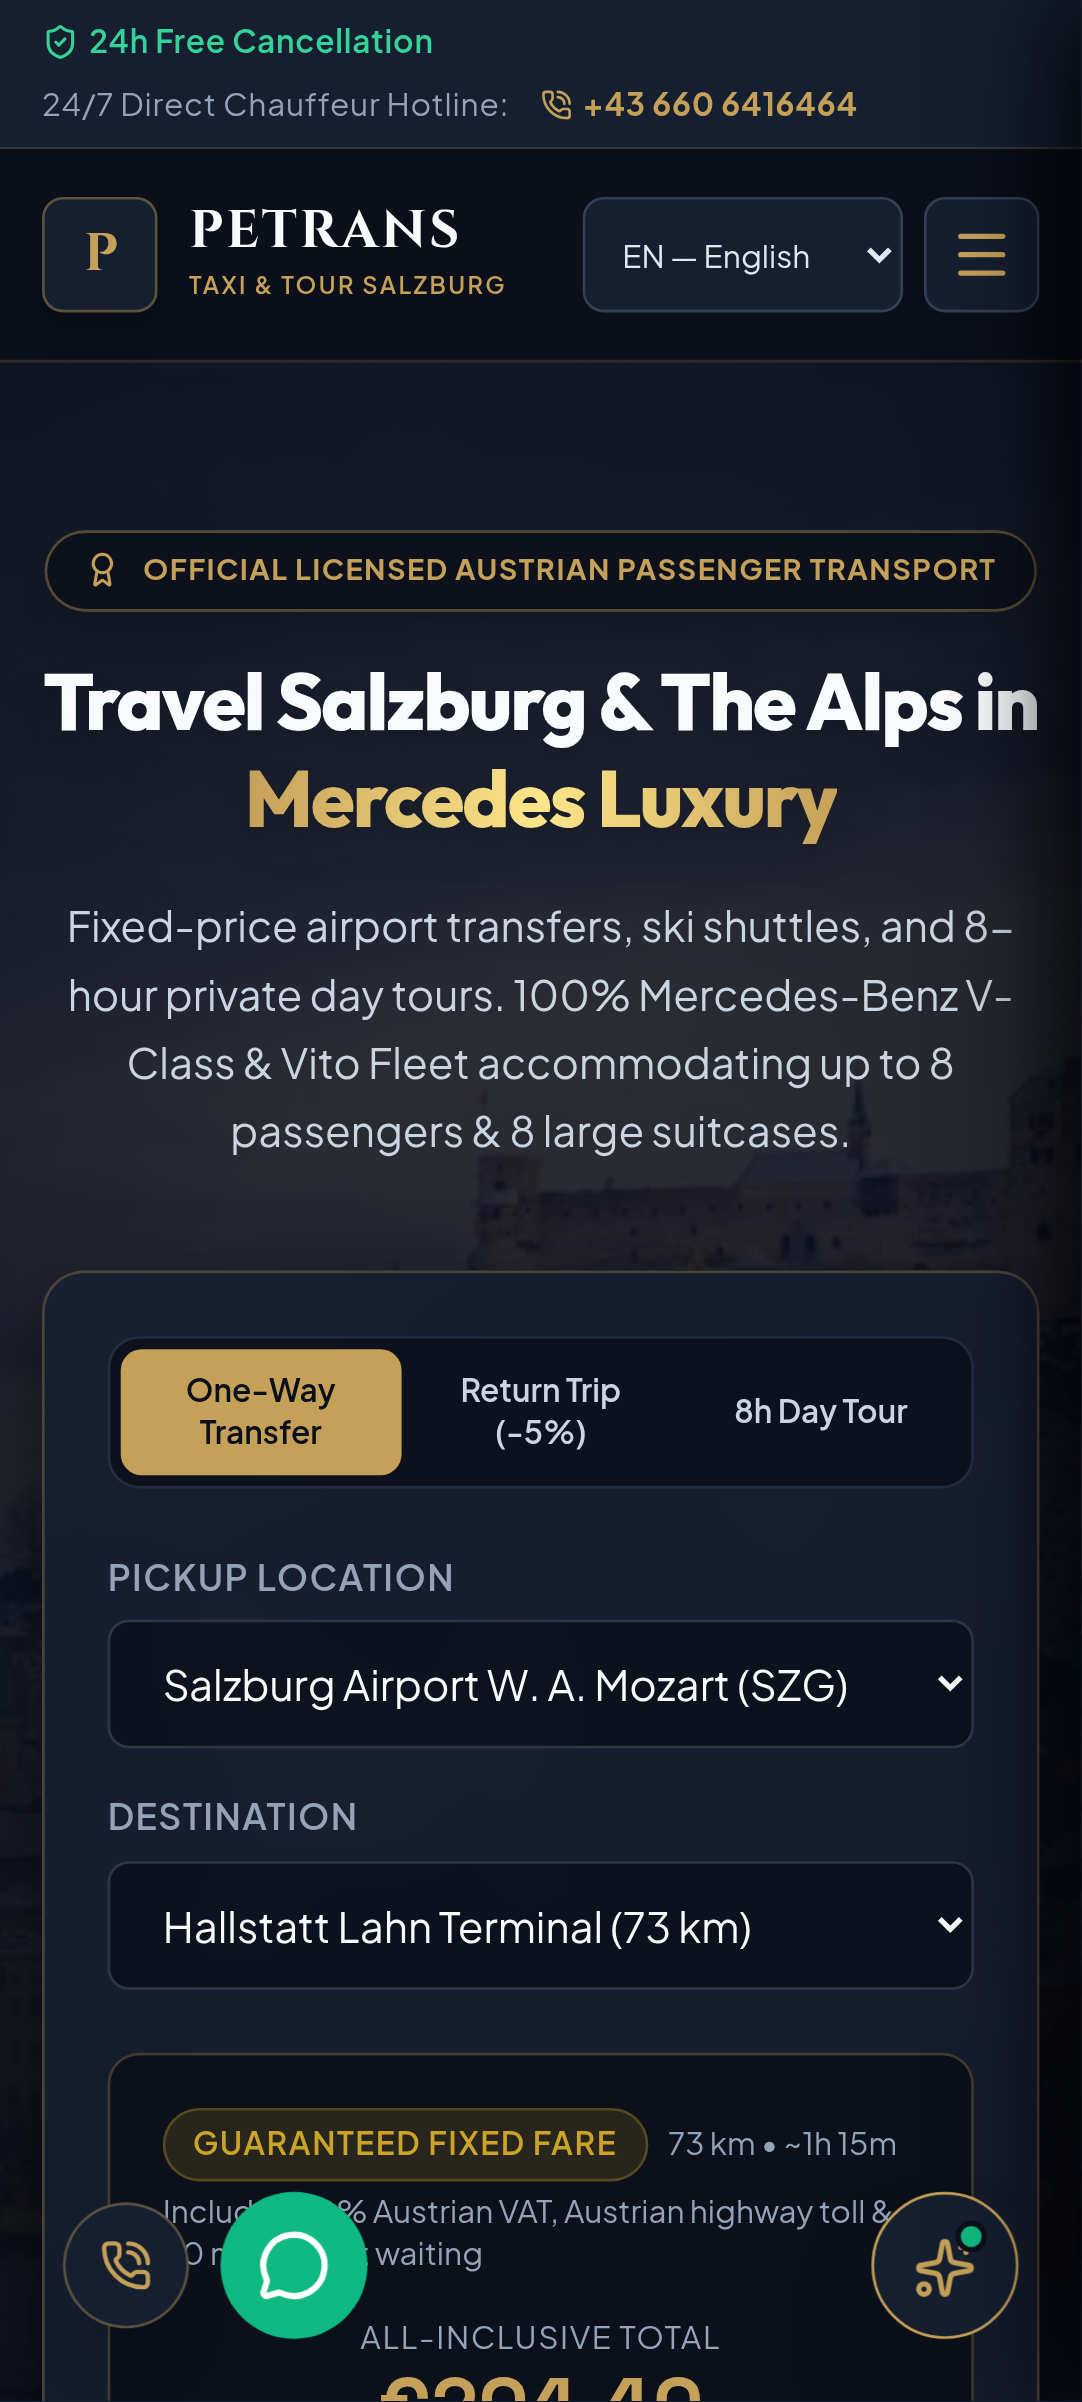 24h Free Cancellation
24/7 Direct Chauffeur Hotline: +43 660 6416464
P
PETRANS
TAXI & TOUR SALZBURG
EN — English
OFFICIAL LICENSED AUSTRIAN PASSENGER TRANSPORT
Travel Salzburg & The Alps in
Mercedes Luxury
Fixed-price airport transfers, ski shuttles, and 8-
hour private day tours. 100% Mercedes-Benz V-
Class & Vito Fleet accommodating up to 8
passengers & 8 large suitcases.
One-Way
Transfer
Return Trip
(-5%)
8h Day Tour
PICKUP LOCATION
Salzburg Airport W. A. Mozart (SZG)
DESTINATION
Hallstatt Lahn Terminal (73 km)
GUARANTEED FIXED FARE 73 km • ~1h 15m
% Austrian VAT, Austrian highway toll &
waiting
ALL-INCLUSIVE TOTAL